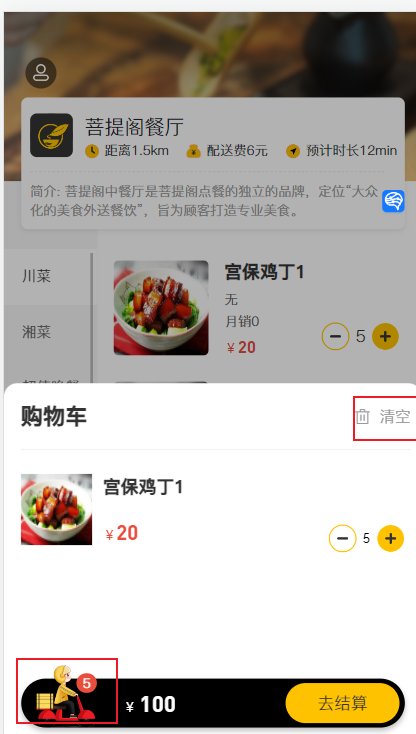 菩提阁餐厅
距离1.5km 配送费6元 预计时长12min
简介: 菩提阁中餐厅是菩提阁点餐的独立的品牌，定位“大众
化的美食外送餐饮”，旨为顾客打造专业美食。
川菜
宫保鸡丁1
无
月销0
¥20
5
湘菜
购物车
清空
宫保鸡丁1
¥20
5
5
¥ 100
去结算